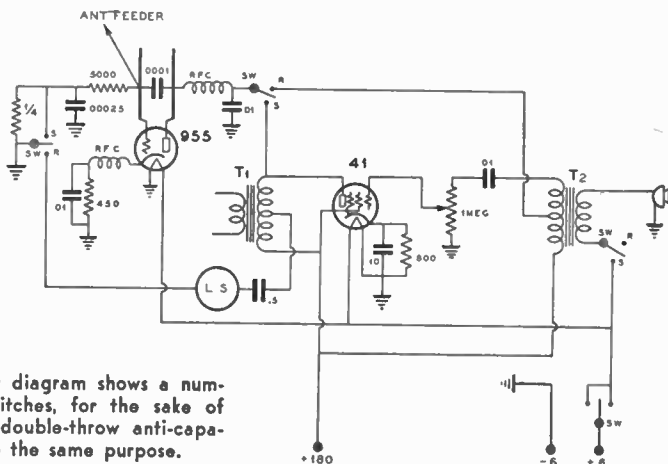 ANT FEEDER
5000
0001
RFC
SW
R
S
1/4
00025
01
955
41
SW
S
R
RFC
T1
01
T2
01
450
1MEG
SW
R
S
10
800
LS
.5
diagram shows a num-
itches, for the sake of
double-throw anti-capa-
the same purpose.
SW
+180
-6
+6